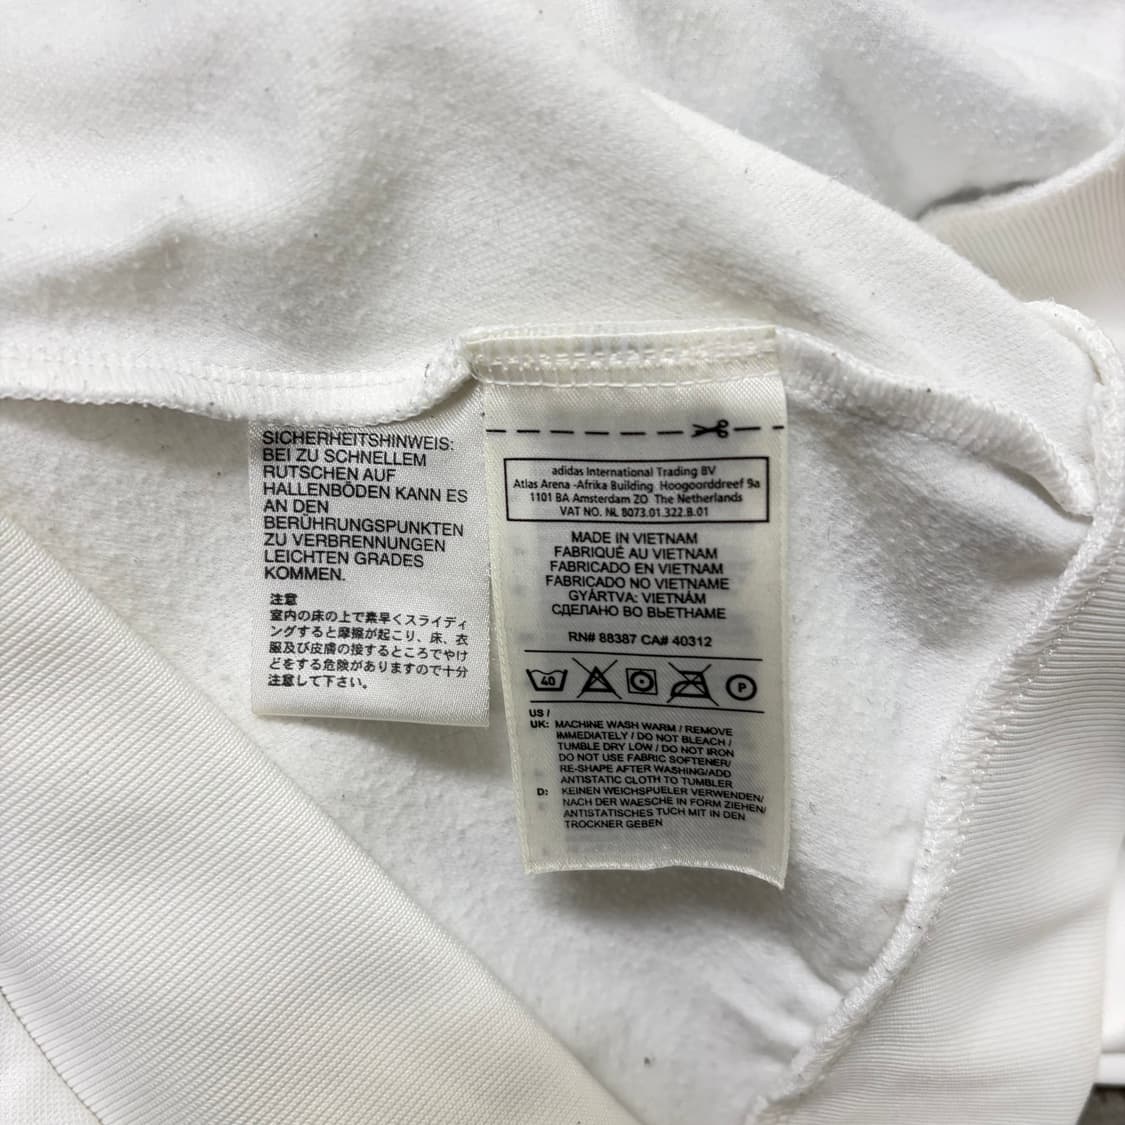 SICHERHEITSHINWEIS:
BEI ZU SCHNELLEM
RUTSCHEN AUF
HALLENBÖDEN KANN ES
AN DEN
BERÜHRUNGSPUNKTEN
ZU VERBRENNUNGEN
LEICHTEN GRADES
KOMMEN.
注意
室内の床の上で素早くスライディ
ングすると摩擦が起こり、床、衣
服及び皮膚の接するところでやけ
どをする危険がありますので十分
注意して下さい。
adidas International Trading BV
Atlas Arena -Afrika Building Hoogoorddreef 9a
1101 BA Amsterdam ZO The Netherlands
VAT NO. NL 8073.01.322.B.01
MADE IN VIETNAM
FABRIQUÉ AU VIETNAM
FABRICADO EN VIETNAM
FABRICADO NO VIETNAME
GYÁRTVA: VIETNÁM
СДЕЛАНО ВО ВЬЕТНАМЕ
RN# 88387 CA# 40312
40 P
US /
UK: MACHINE WASH WARM / REMOVE
IMMEDIATELY / DO NOT BLEACH /
TUMBLE DRY LOW / DO NOT IRON
DO NOT USE FABRIC SOFTENER/
RE-SHAPE AFTER WASHING/ADD
ANTISTATIC CLOTH TO TUMBLER
D: KEINEN WEICHSPUELER VERWENDEN/
NACH DER WAESCHE IN FORM ZIEHEN/
ANTISTATISCHES TUCH MIT IN DEN
TROCKNER GEBEN